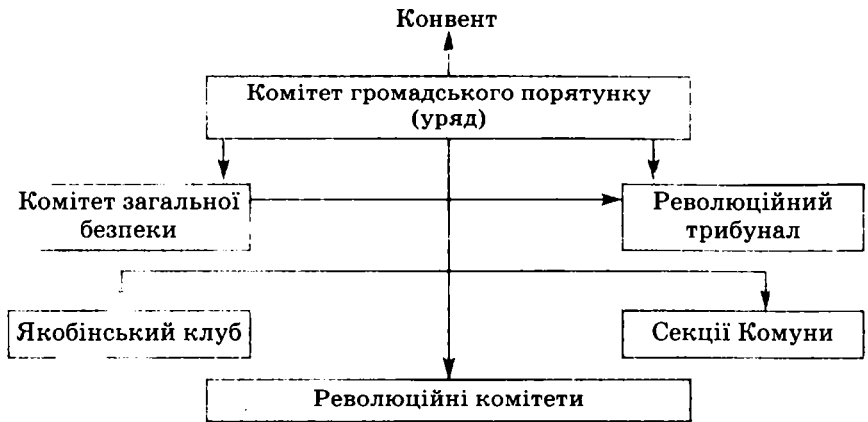 Конвент
Комітет громадського порятунку
(уряд)
Комітет загальної
безпеки
Революційний
трибунал
Якобінський клуб
Секції Комуни
Революційні комітети